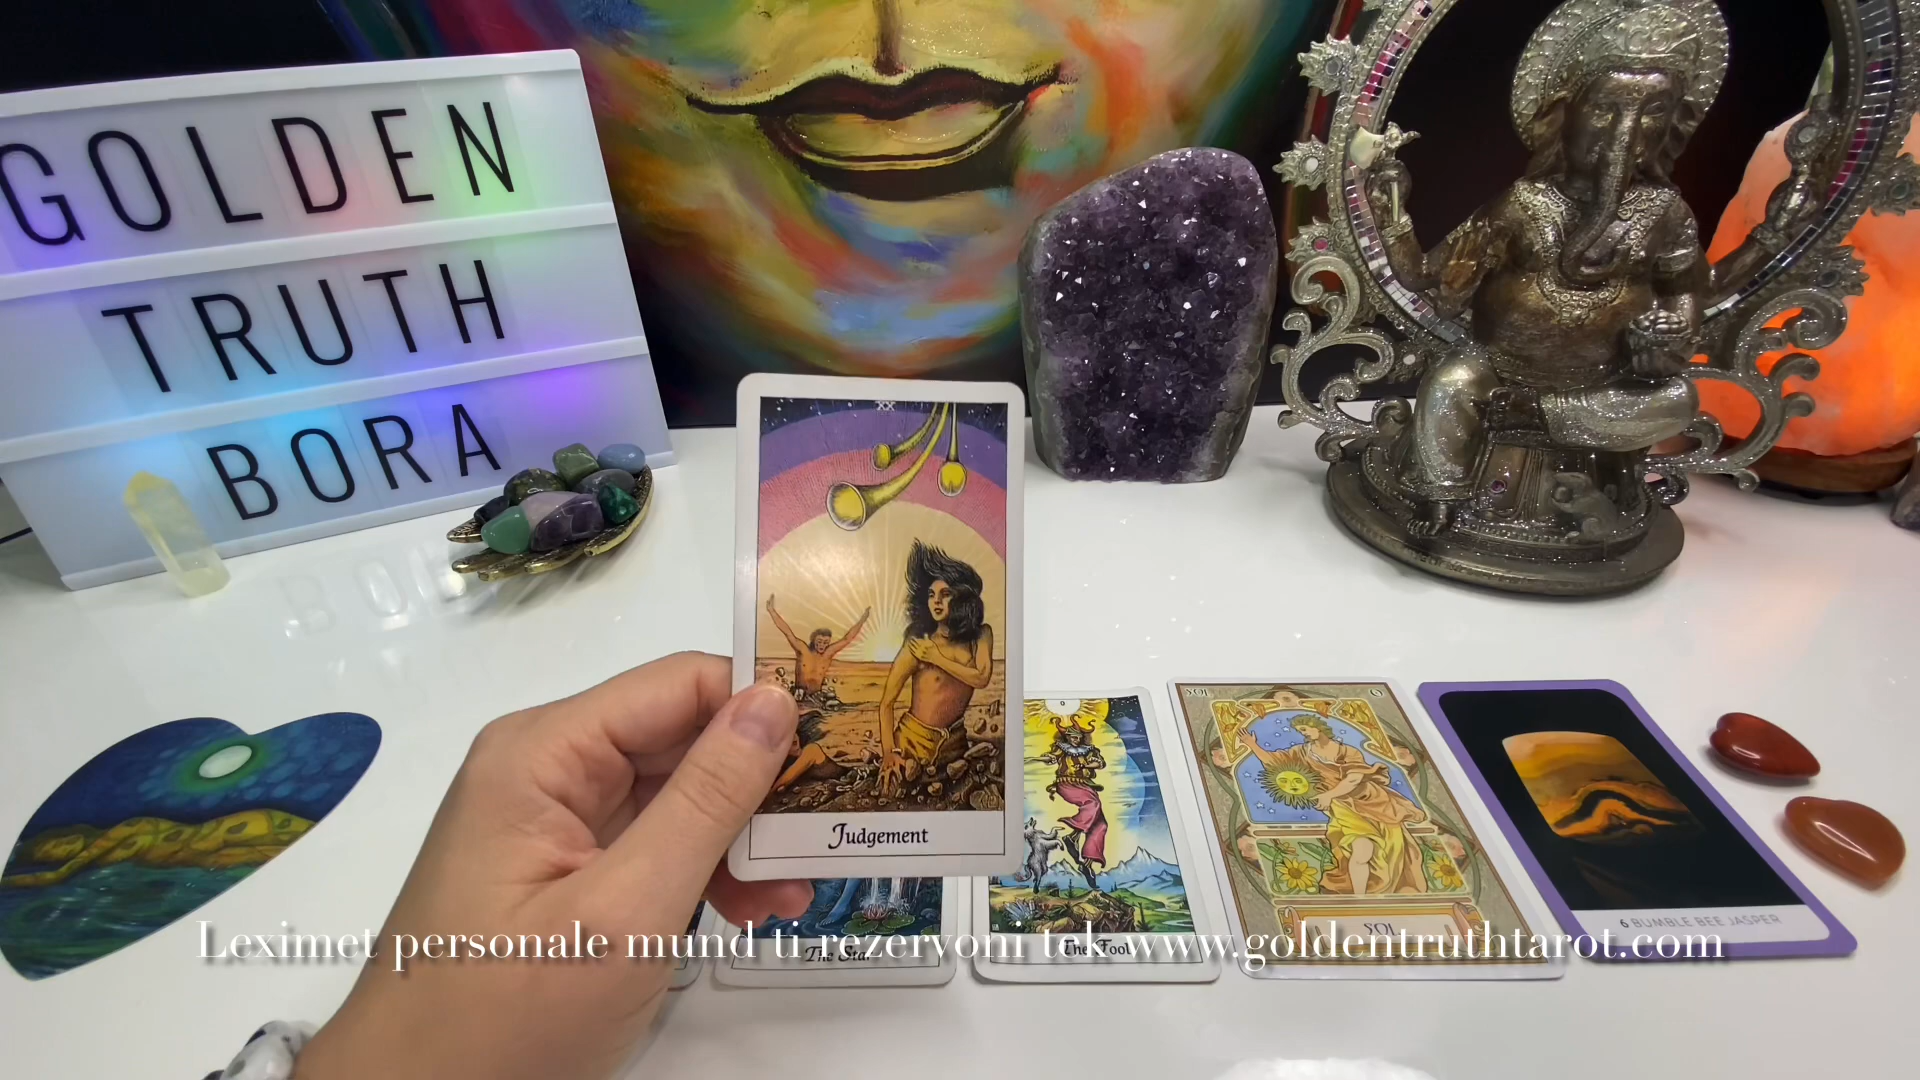 GOLDEN
TRUTH
BORA
XX
Judgement
0
The Star
The Fool
XIX
6 BUMBLE BEE JASPER
Leximet personale mund ti rezervoni tek www.goldentruthtarot.com